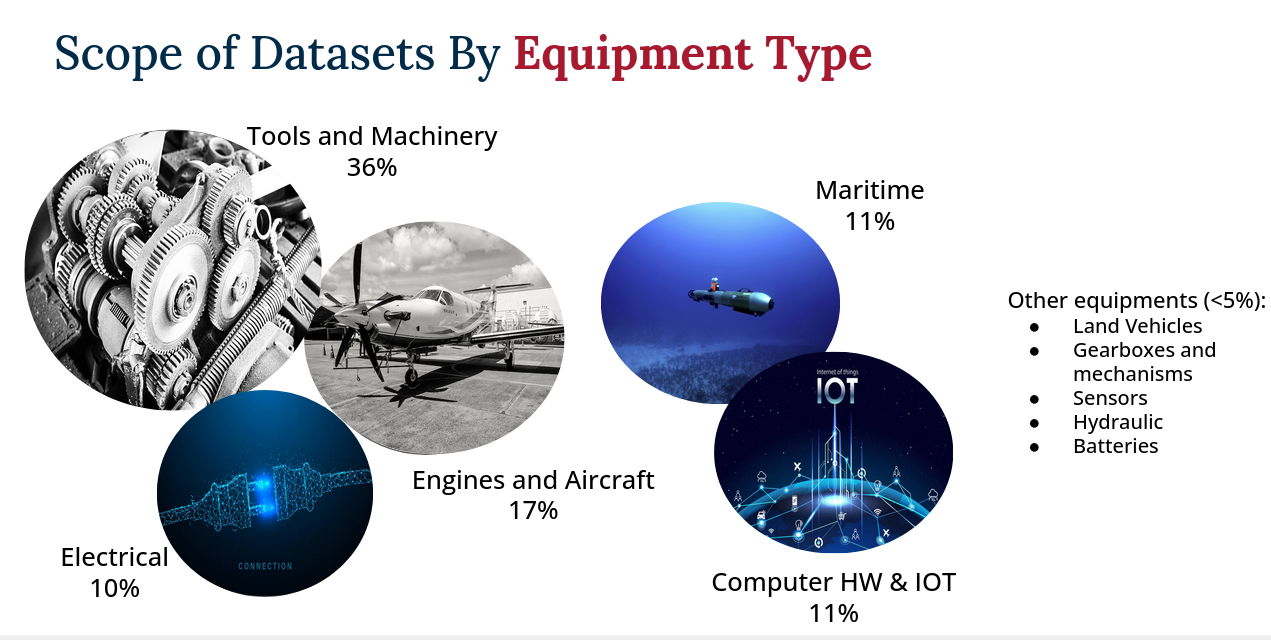 Scope of Datasets By Equipment Type
Tools and Machinery
36%
Maritime
11%
Other equipments (<5%):
● Land Vehicles
● Gearboxes and
mechanisms
● Sensors
● Hydraulic
● Batteries
Internet of things
IOT
Engines and Aircraft
17%
CONNECTION
Electrical
10%
Computer HW & IOT
11%